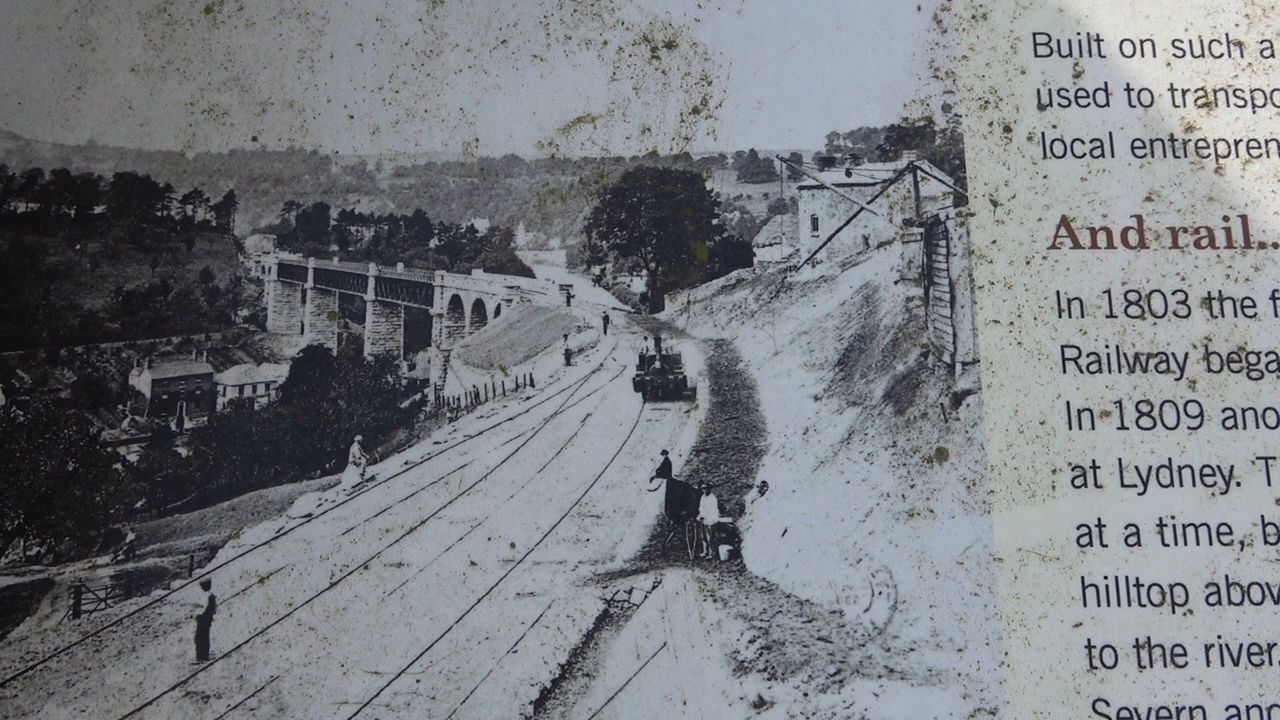 Built on such a
used to transpo
local entrepren
And rail..
In 1803 the f
Railway bega
In 1809 ano
at Lydney. T
at a time, b
hilltop abov
to the river.
Severn and